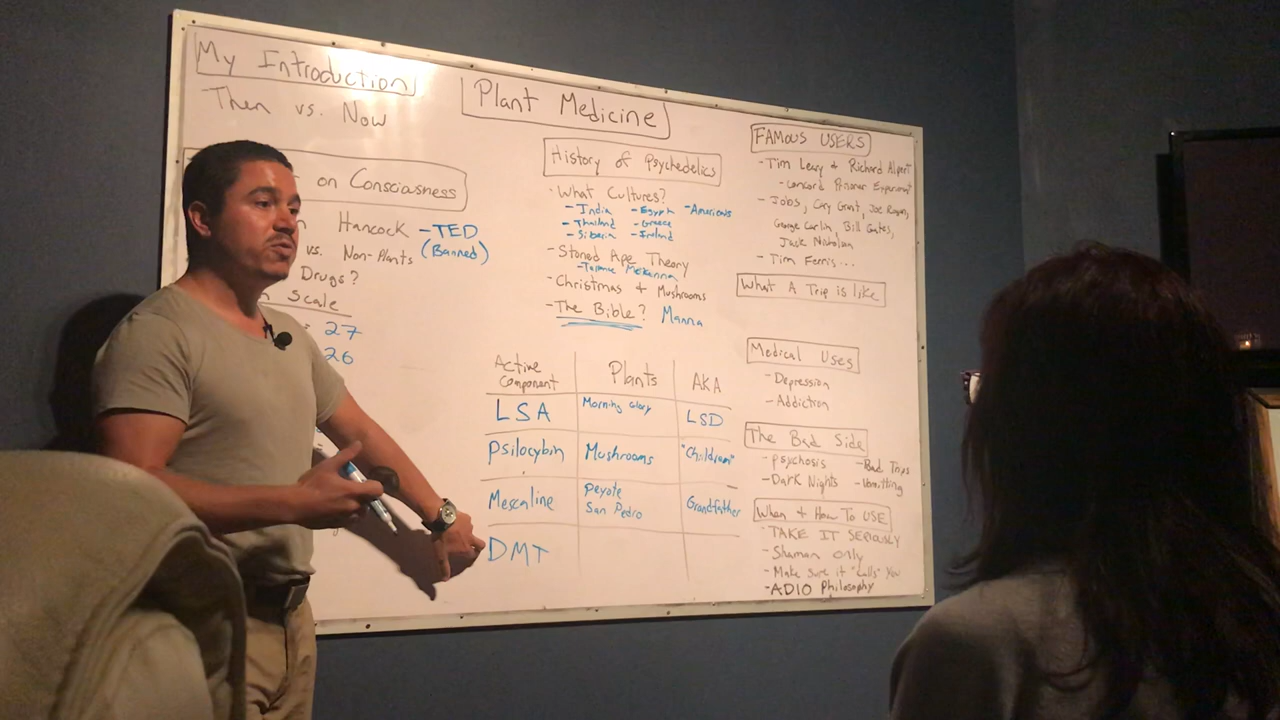 My Introduction
Then vs. Now
Plant Medicine
on Consciousness
Hancock - TED
vs. Non-Plants (Banned)
Drugs?
Scale
= 27
26
History of Psychedelics
- What Cultures?
- India - Egypt - Americas
- Thailand - Greece
- Siberia - Ireland
- Stoned Ape Theory
- Terence McKenna
- Christmas + Mushrooms
- The Bible? Manna
Active Component Plants AKA
LSA Morning Glory LSD
Psilocybin Mushrooms "Children"
Mescaline Peyote San Pedro Grandfather
DMT
FAMOUS USERS
- Tim Leary + Richard Alpert
- Concord Prisoner Experiment
- Jobs, Cary Grant, Joe Rogan,
George Carlin, Bill Gates,
Jack Nicholson
- Tim Ferris...
What A Trip is like
Medical Uses
- Depression
- Addiction
The Bad Side
- Psychosis - Bad Trips
- Dark Nights - Vomitting
When + How To USE
- TAKE IT SERIOUSLY
- Shaman only
- Make sure it "calls" you
- ADIO Philosophy